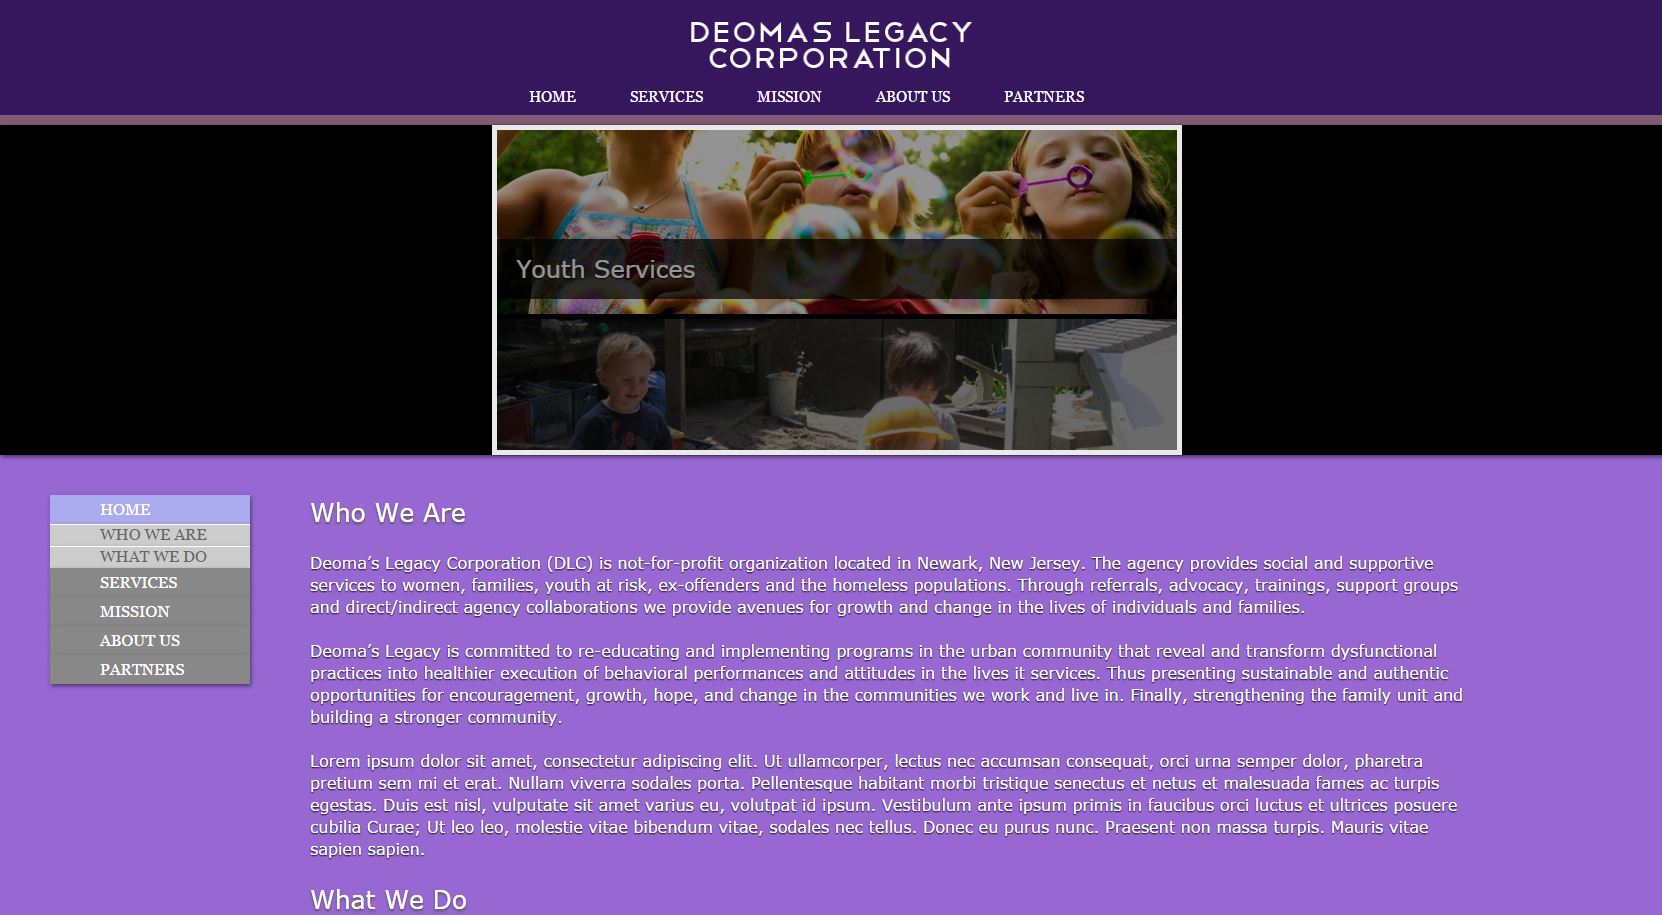 DEOMAS LEGACY
CORPORATION
HOME SERVICES MISSION ABOUT US PARTNERS
Youth Services
HOME
WHO WE ARE
WHAT WE DO
SERVICES
MISSION
ABOUT US
PARTNERS
Who We Are
Deoma’s Legacy Corporation (DLC) is not-for-profit organization located in Newark, New Jersey. The agency provides social and supportive
services to women, families, youth at risk, ex-offenders and the homeless populations. Through referrals, advocacy, trainings, support groups
and direct/indirect agency collaborations we provide avenues for growth and change in the lives of individuals and families.
Deoma’s Legacy is committed to re-educating and implementing programs in the urban community that reveal and transform dysfunctional
practices into healthier execution of behavioral performances and attitudes in the lives it services. Thus presenting sustainable and authentic
opportunities for encouragement, growth, hope, and change in the communities we work and live in. Finally, strengthening the family unit and
building a stronger community.
Lorem ipsum dolor sit amet, consectetur adipiscing elit. Ut ullamcorper, lectus nec accumsan consequat, orci urna semper dolor, pharetra
pretium sem mi et erat. Nullam viverra sodales porta. Pellentesque habitant morbi tristique senectus et netus et malesuada fames ac turpis
egestas. Duis est nisl, vulputate sit amet varius eu, volutpat id ipsum. Vestibulum ante ipsum primis in faucibus orci luctus et ultrices posuere
cubilia Curae; Ut leo leo, molestie vitae bibendum vitae, sodales nec tellus. Donec eu purus nunc. Praesent non massa turpis. Mauris vitae
sapien sapien.
What We Do